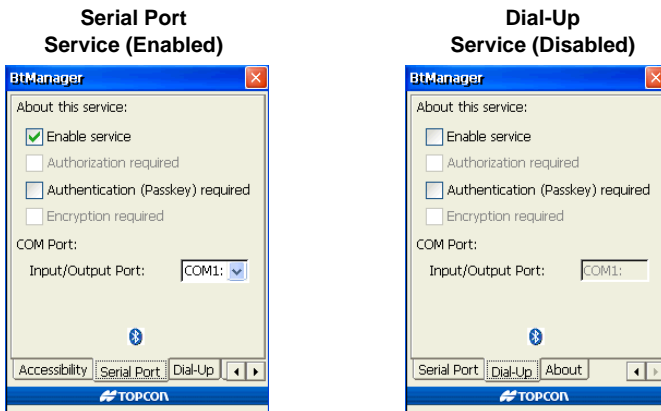 Serial Port
Service (Enabled)
BtManager
About this service:
Enable service
Authorization required
Authentication (Passkey) required
Encryption required
COM Port:
Input/Output Port: COM1:
Accessibility Serial Port Dial-Up
TOPCON
Dial-Up
Service (Disabled)
BtManager
About this service:
Enable service
Authorization required
Authentication (Passkey) required
Encryption required
COM Port:
Input/Output Port: COM1:
Serial Port Dial-Up About
TOPCON